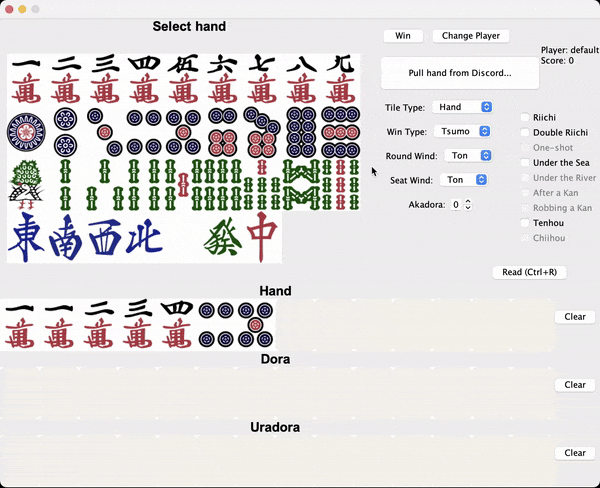 Select hand
Win
Change Player
Player: default
Score: 0
Pull hand from Discord...
一 二 三 四 伍 六 七 八 九
萬 萬 萬 萬 萬 萬 萬 萬 萬
東 南 西 北 發 中
Tile Type: Hand
Win Type: Tsumo
Round Wind: Ton
Seat Wind: Ton
Akadora: 0
Riichi
Double Riichi
One-shot
Under the Sea
Under the River
After a Kan
Robbing a Kan
Tenhou
Chiihou
Read (Ctrl+R)
Hand
一 一 二 三 四
萬 萬 萬 萬 萬
Clear
Dora
Clear
Uradora
Clear